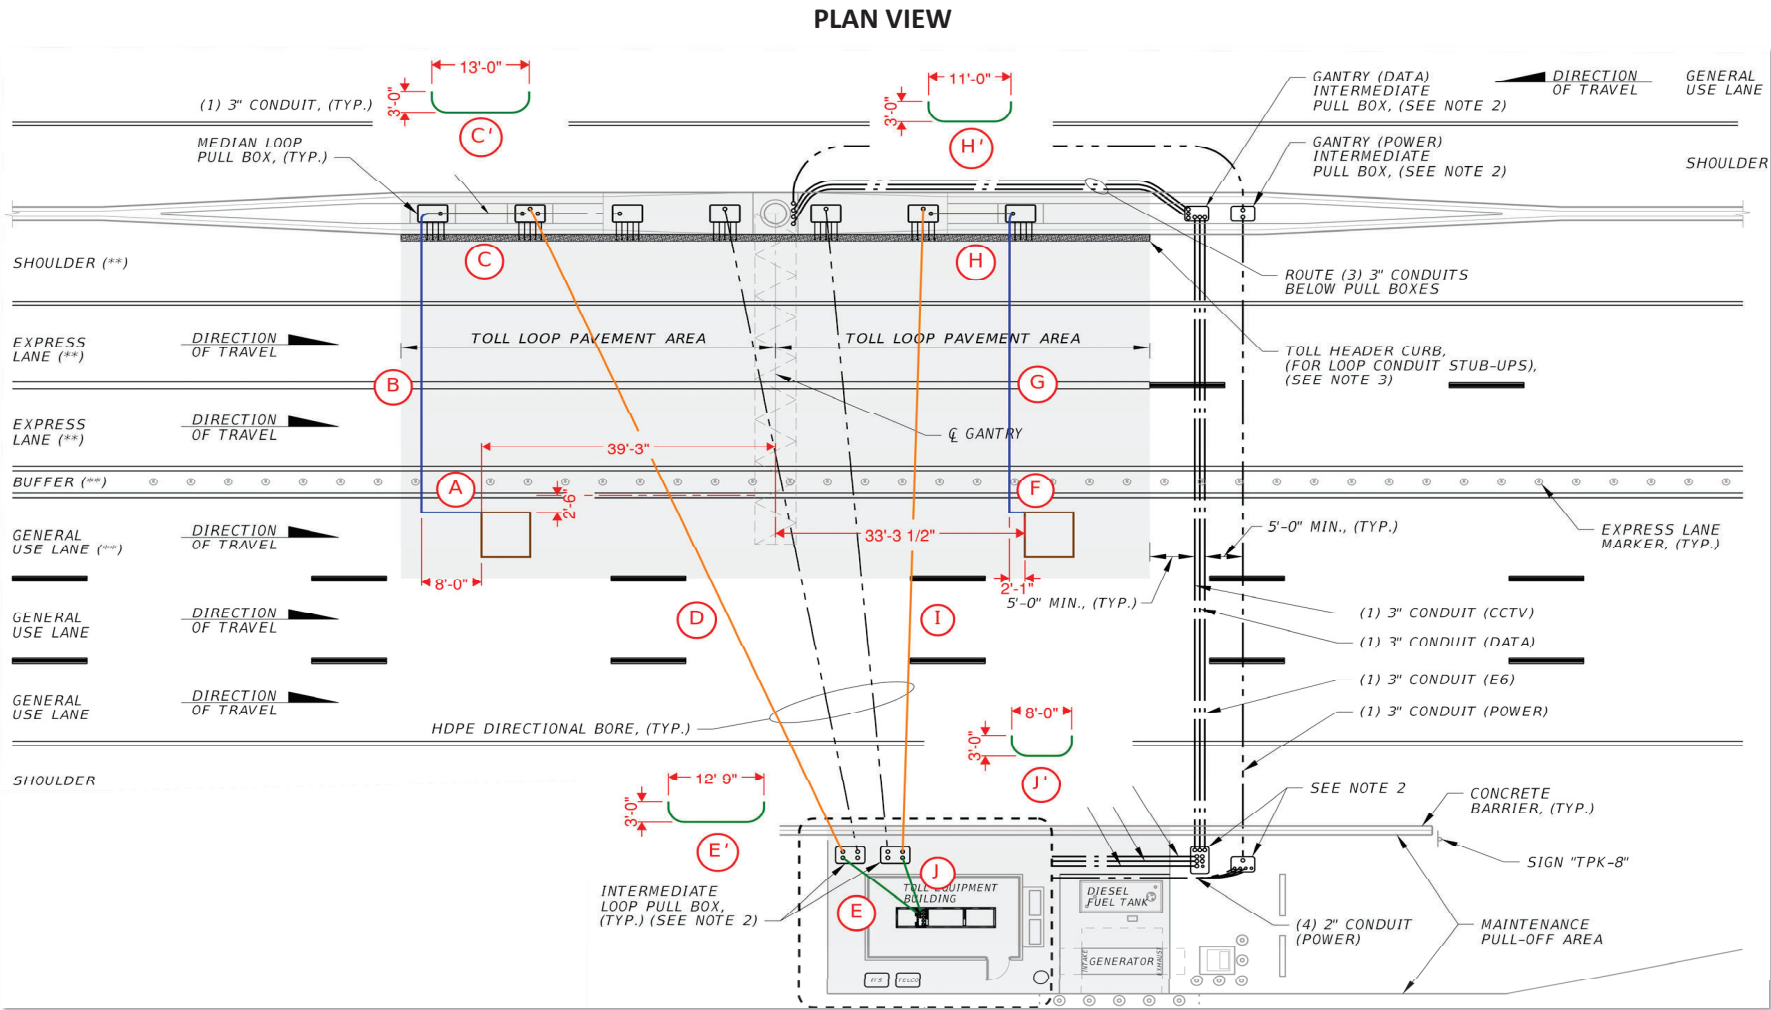 PLAN VIEW
13'-0"
3'-0"
C'
11'-0"
3'-0"
H'
(1) 3" CONDUIT, (TYP.)
MEDIAN LOOP
PULL BOX, (TYP.)
GANTRY (DATA)
INTERMEDIATE
PULL BOX, (SEE NOTE 2)
DIRECTION
OF TRAVEL
GENERAL
USE LANE
GANTRY (POWER)
INTERMEDIATE
PULL BOX, (SEE NOTE 2)
SHOULDER
SHOULDER (**)
C
H
ROUTE (3) 3" CONDUITS
BELOW PULL BOXES
EXPRESS
LANE (**)
DIRECTION
OF TRAVEL
TOLL LOOP PAVEMENT AREA
TOLL LOOP PAVEMENT AREA
TOLL HEADER CURB,
(FOR LOOP CONDUIT STUB-UPS),
(SEE NOTE 3)
B
G
EXPRESS
LANE (**)
DIRECTION
OF TRAVEL
39'-3"
℄ GANTRY
BUFFER (**)
A
2'-6"
F
GENERAL
USE LANE (**)
DIRECTION
OF TRAVEL
33'-3 1/2"
5'-0" MIN., (TYP.)
EXPRESS LANE
MARKER, (TYP.)
8'-0"
2'-1"
5'-0" MIN., (TYP.)
GENERAL
USE LANE
DIRECTION
OF TRAVEL
D
I
(1) 3" CONDUIT (CCTV)
(1) 3" CONDUIT (DATA)
(1) 3" CONDUIT (E6)
(1) 3" CONDUIT (POWER)
GENERAL
USE LANE
DIRECTION
OF TRAVEL
HDPE DIRECTIONAL BORE, (TYP.)
8'-0"
3'-0"
J'
SHOULDER
12' 9"
3'-0"
E'
SEE NOTE 2
CONCRETE
BARRIER, (TYP.)
SIGN "TPK-8"
INTERMEDIATE
LOOP PULL BOX,
(TYP.) (SEE NOTE 2)
J
E
TOLL EQUIPMENT
BUILDING
DIESEL
FUEL TANK
(4) 2" CONDUIT
(POWER)
MAINTENANCE
PULL-OFF AREA
INTAKE
GENERATOR
EXHAUST
ITS
TELCO